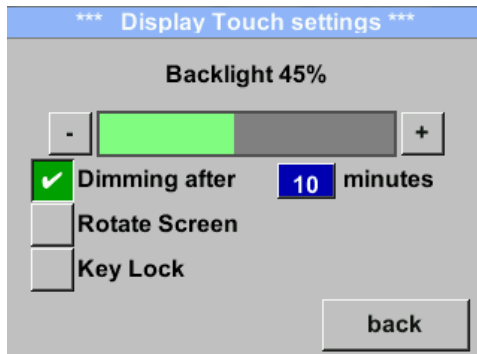 *** Display Touch settings ***
Backlight 45%
- +
Dimming after 10 minutes
Rotate Screen
Key Lock
back